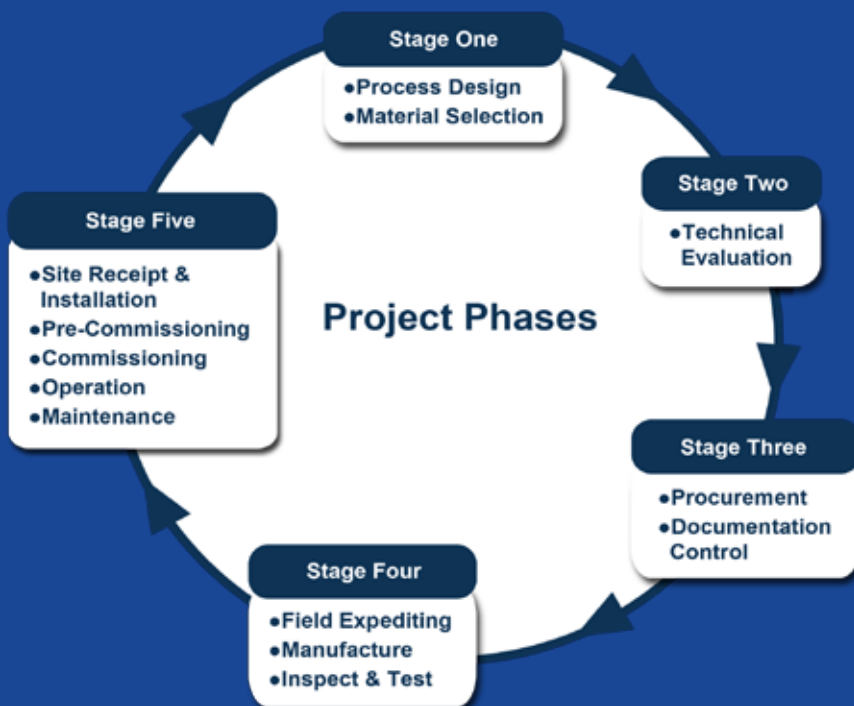 Stage One
●Process Design
●Material Selection
Stage Two
●Technical
Evaluation
Stage Three
●Procurement
●Documentation
Control
Stage Four
●Field Expediting
●Manufacture
●Inspect & Test
Stage Five
●Site Receipt &
Installation
●Pre-Commissioning
●Commissioning
●Operation
●Maintenance
Project Phases